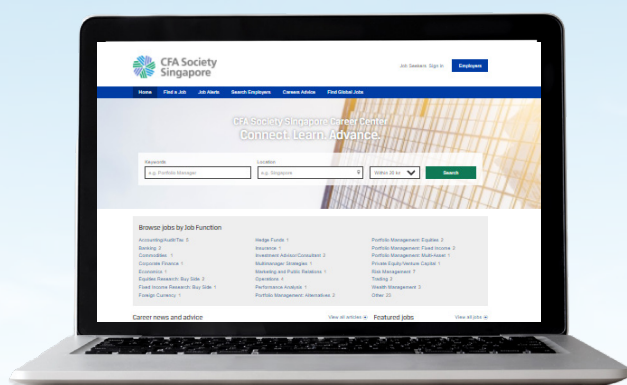 CFA Society
Singapore
Job Seekers: Sign in
Employers
Home Find a Job Job Alerts Search Employers Careers Advice Find Global Jobs
CFA Society Singapore Career Center
Connect. Learn. Advance.
Keywords
Location
e.g. Portfolio Manager
e.g. Singapore
Within 20 km
Search
Browse jobs by Job Function
Accounting/Audit/Tax 5
Banking 2
Commodities 1
Corporate Finance 1
Economics 1
Equities Research: Buy Side 2
Fixed Income Research: Buy Side 1
Foreign Currency 1
Hedge Funds 1
Insurance 1
Investment Advisor/Consultant 2
Multimanager Strategies 1
Marketing and Public Relations 1
Operations 4
Performance Analysis 1
Portfolio Management: Alternatives 2
Portfolio Management: Equities 2
Portfolio Management: Fixed Income 2
Portfolio Management: Multi-Asset 1
Private Equity/Venture Capital 1
Risk Management 7
Trading 2
Wealth Management 2
Other 23
Career news and advice
View all articles
Featured jobs
View all jobs